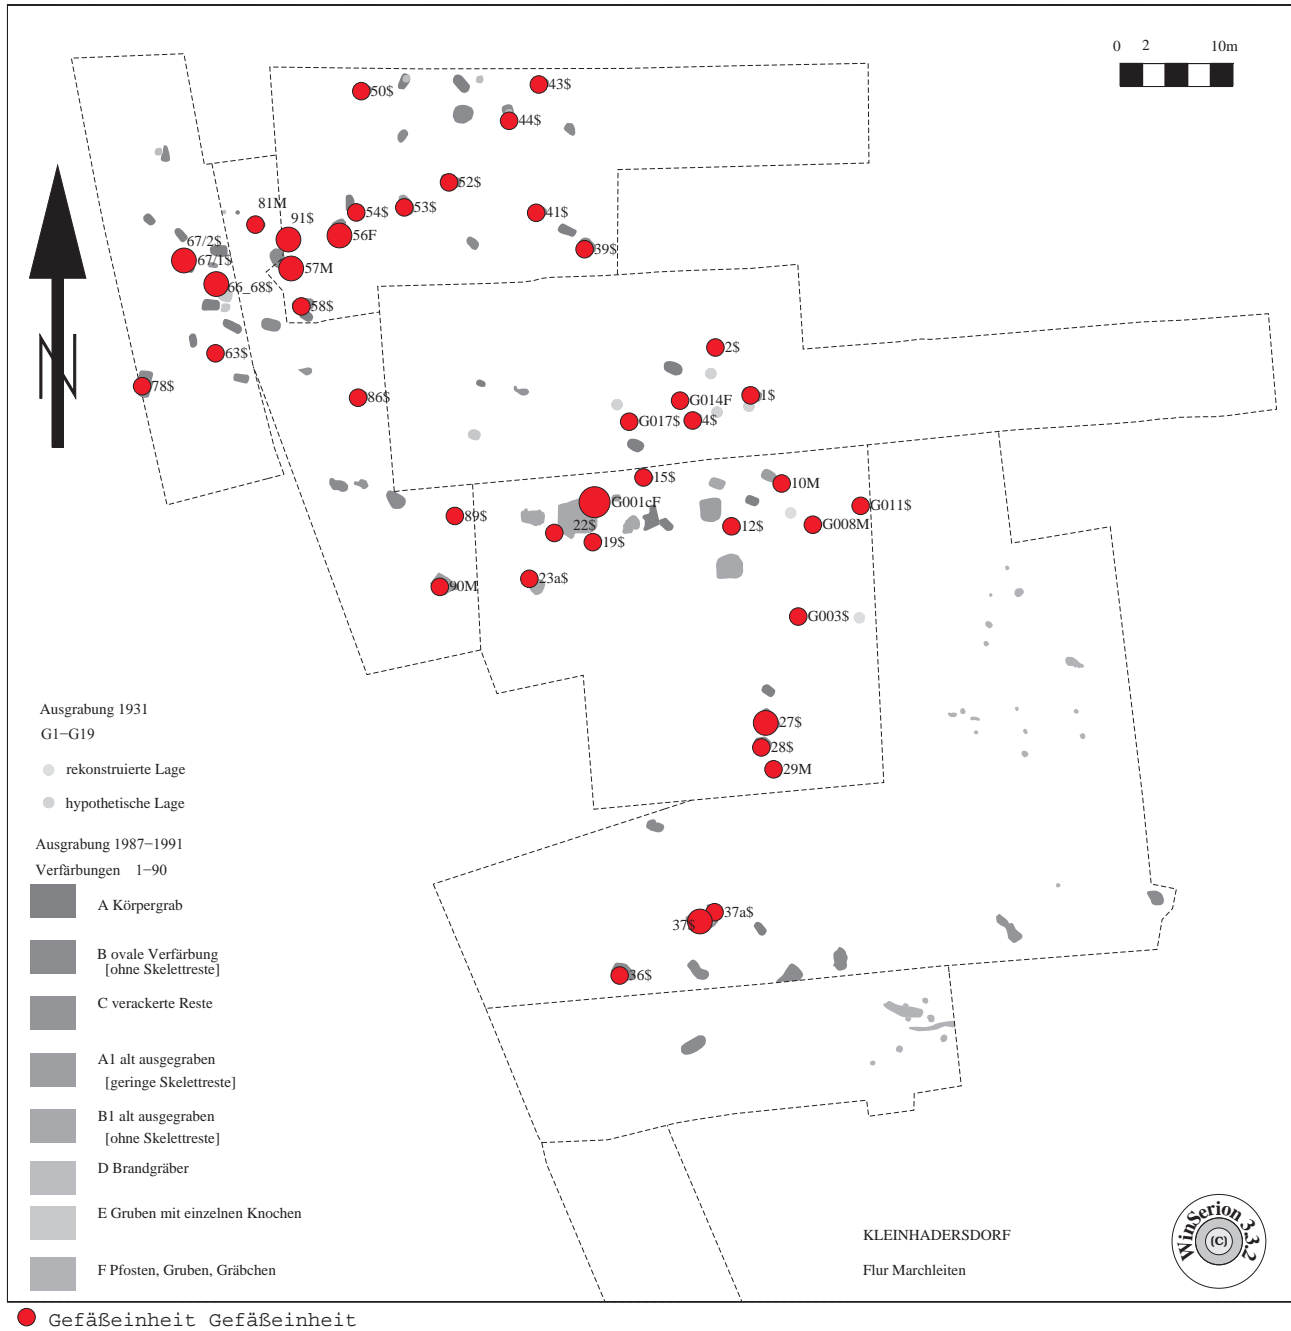 0 2 10m
50$
43$
44$
52$
81M
54$
53$
41$
91$
56F
67/2$
39$
67/1$
57M
66_68$
58$
2$
63$
78$
86$
1$
G014F
G017$
4$
15$
10M
G001cF
G011$
89$
22$
12$
G008M
19$
23a$
90M
G003$
N
27$
28$
29M
37a$
37$
36$
Ausgrabung 1931
G1−G19
rekonstruierte Lage
hypothetische Lage
Ausgrabung 1987−1991
Verfärbungen 1−90
A Körpergrab
B ovale Verfärbung
[ohne Skelettreste]
C verackerte Reste
A1 alt ausgegraben
[geringe Skelettreste]
B1 alt ausgegraben
[ohne Skelettreste]
D Brandgräber
E Gruben mit einzelnen Knochen
F Pfosten, Gruben, Gräbchen
KLEINHADERSDORF
Flur Marchleiten
WinSerion 3.3.2
(C)
Gefäßeinheit Gefäßeinheit